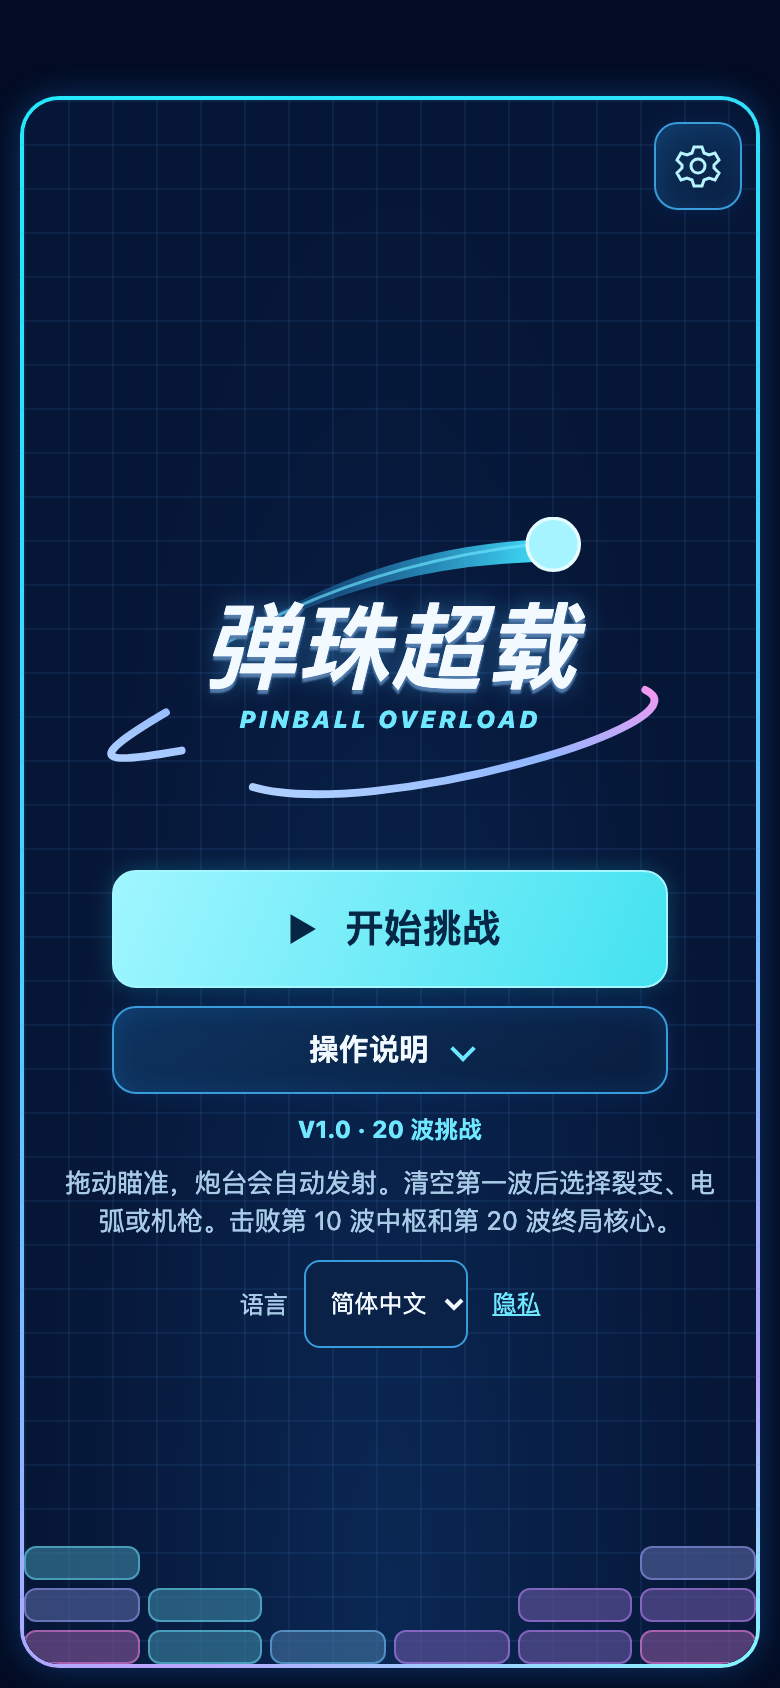 弹珠超载
PINBALL OVERLOAD
开始挑战
操作说明
V1.0 · 20 波挑战
拖动瞄准，炮台会自动发射。清空第一波后选择裂变、电
弧或机枪。击败第 10 波中枢和第 20 波终局核心。
语言 简体中文 隐私